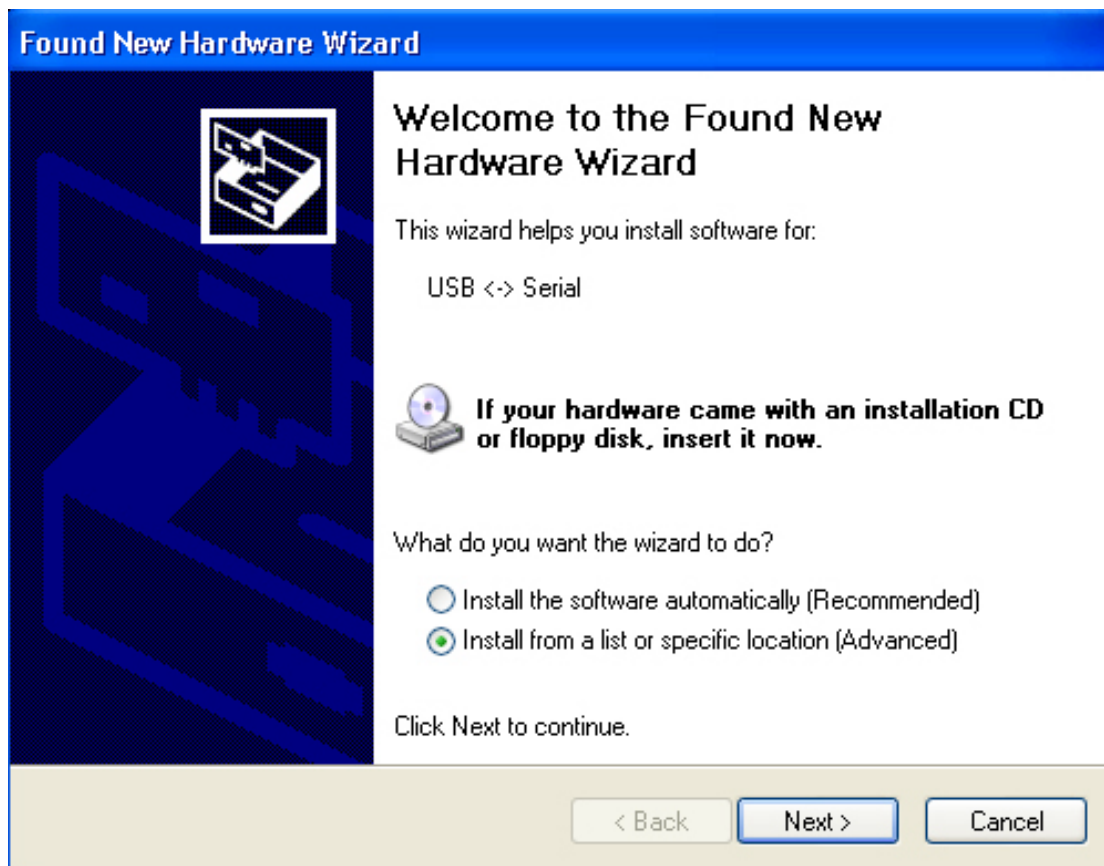 Found New Hardware Wizard
Welcome to the Found New
Hardware Wizard
This wizard helps you install software for:
USB <-> Serial
If your hardware came with an installation CD
or floppy disk, insert it now.
What do you want the wizard to do?
Install the software automatically (Recommended)
Install from a list or specific location (Advanced)
Click Next to continue.
< Back
Next >
Cancel